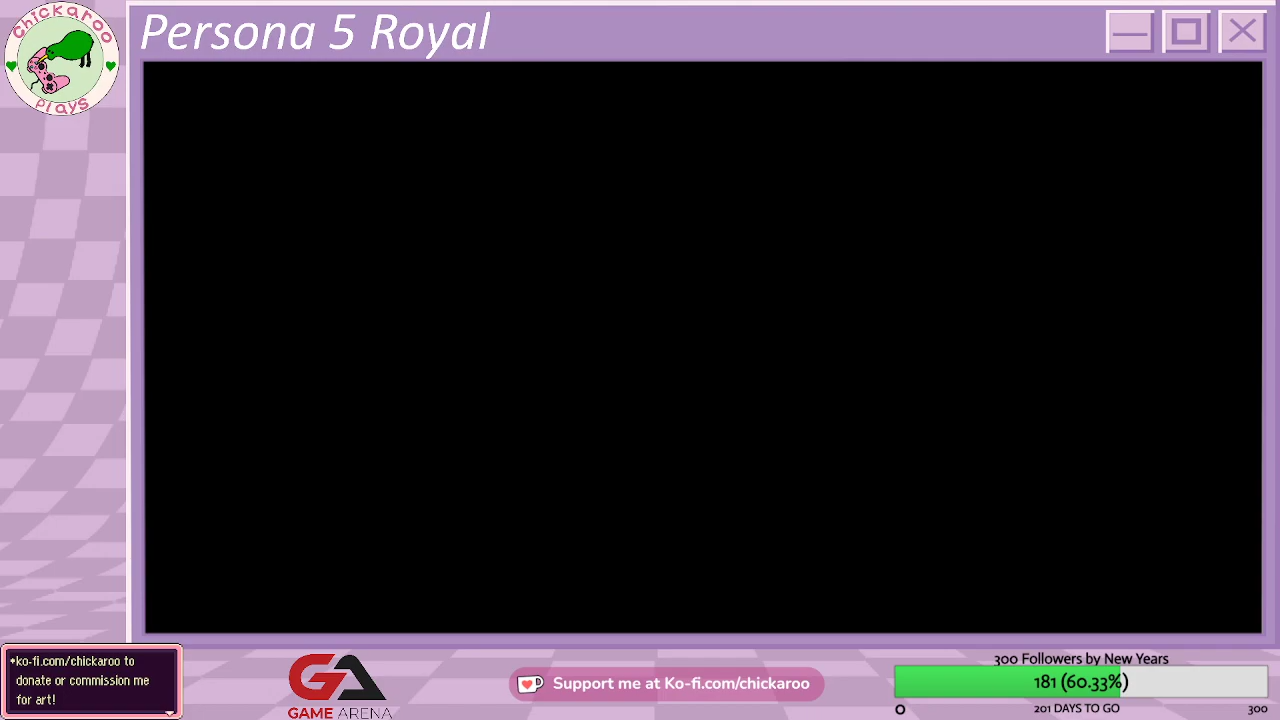 Chickaroo
plays
Persona 5 Royal
*ko-fi.com/chickaroo to
donate or commission me
for art!
GA
GAME ARENA
Support me at Ko-fi.com/chickaroo
300 Followers by New Years
181 (60.33%)
0
201 DAYS TO GO
300